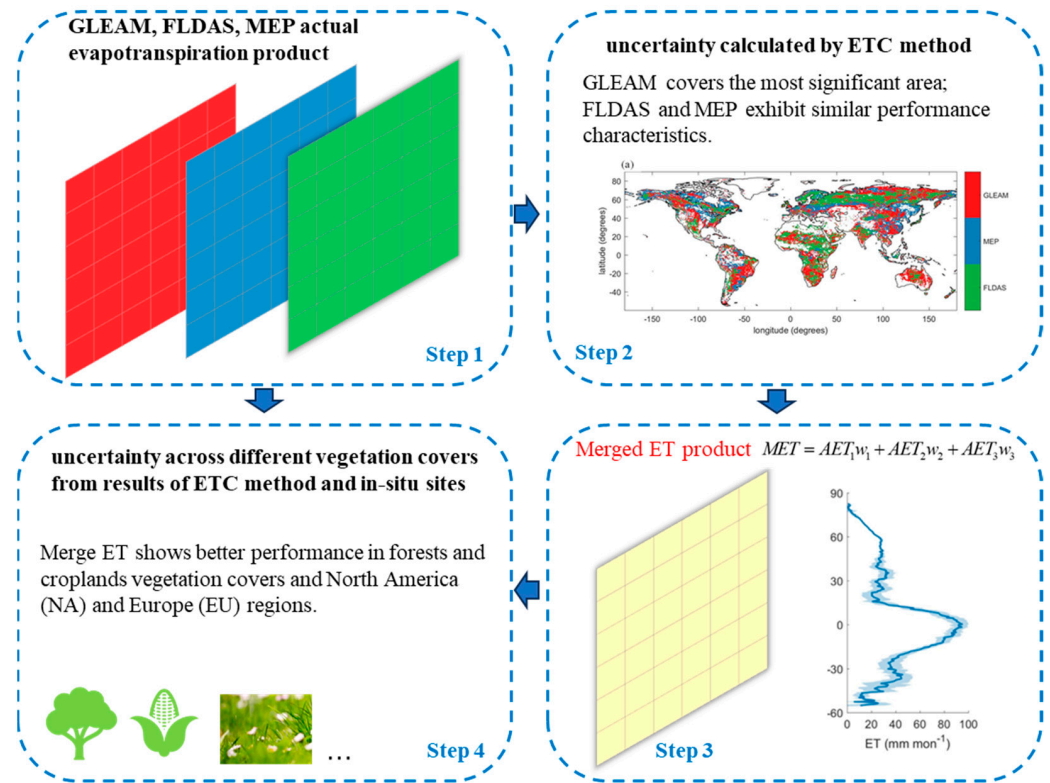 GLEAM, FLDAS, MEP actual
evapotranspiration product
Step 1
uncertainty calculated by ETC method
GLEAM covers the most significant area;
FLDAS and MEP exhibit similar performance
characteristics.
(a)
80
60
40
20
0
-20
-40
latitude (degrees)
-150
-100
-50
0
50
100
150
longitude (degrees)
GLEAM
MEP
FLDAS
Step 2
uncertainty across different vegetation covers
from results of ETC method and in-situ sites
Merge ET shows better performance in forests and
croplands vegetation covers and North America
(NA) and Europe (EU) regions.
...
Step 4
Merged ET product MET = AET₁w₁ + AET₂w₂ + AET₃w₃
90
60
30
0
-30
-60
0
20
40
60
80
100
ET (mm mon⁻¹)
Step 3